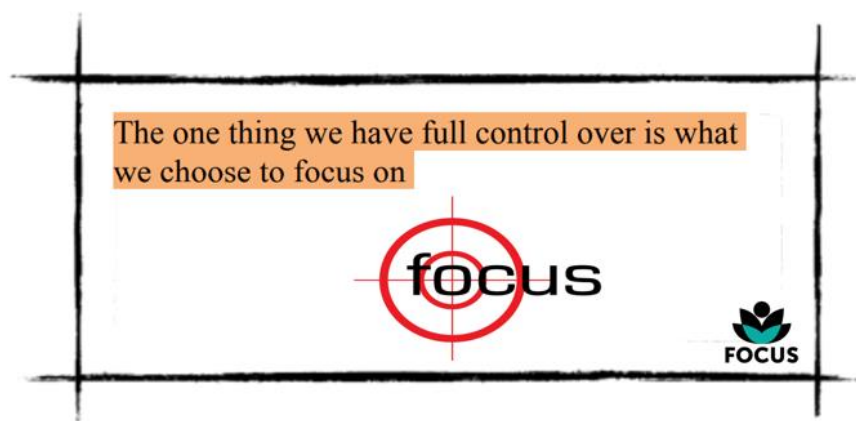 The one thing we have full control over is what
we choose to focus on
focus
FOCUS